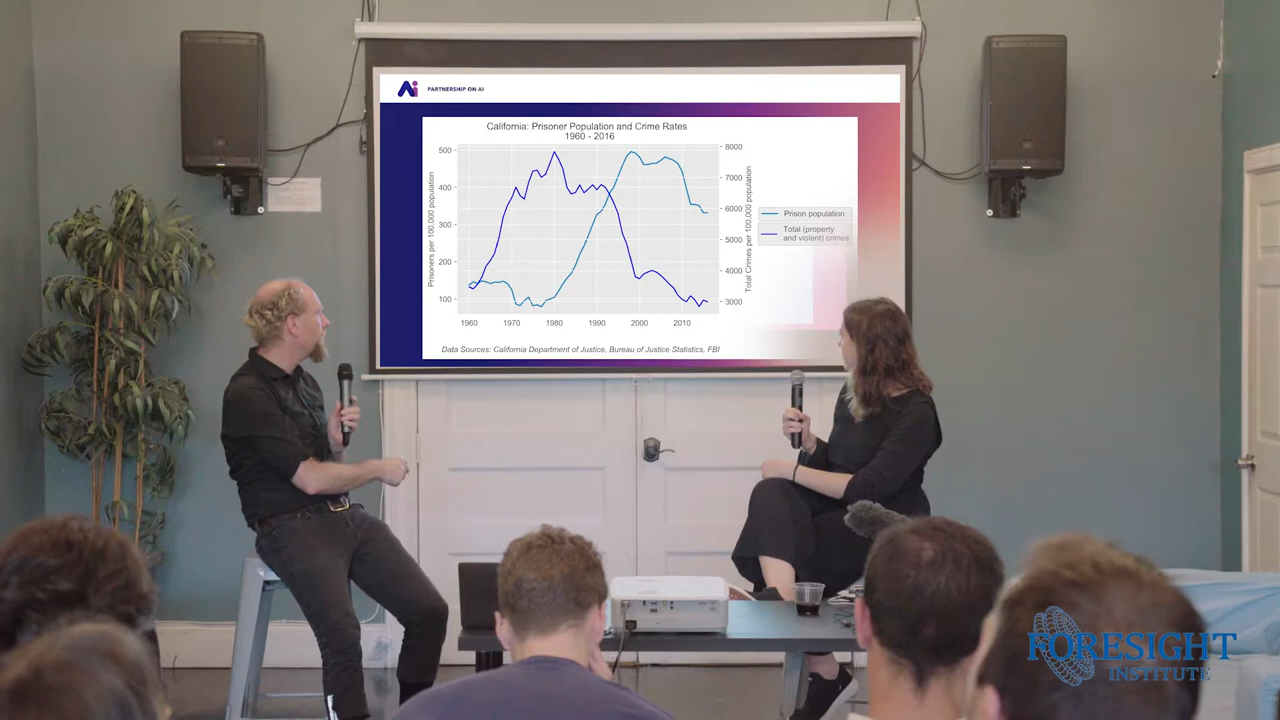 PARTNERSHIP ON AI
California: Prisoner Population and Crime Rates
1960 - 2016
500
400
300
200
100
Prisoners per 100,000 population
8000
7000
6000
5000
4000
3000
Total Crimes per 100,000 population
1960
1970
1980
1990
2000
2010
Prison population
Total (property
and violent) crimes
Data Sources: California Department of Justice, Bureau of Justice Statistics, FBI
FORESIGHT
INSTITUTE